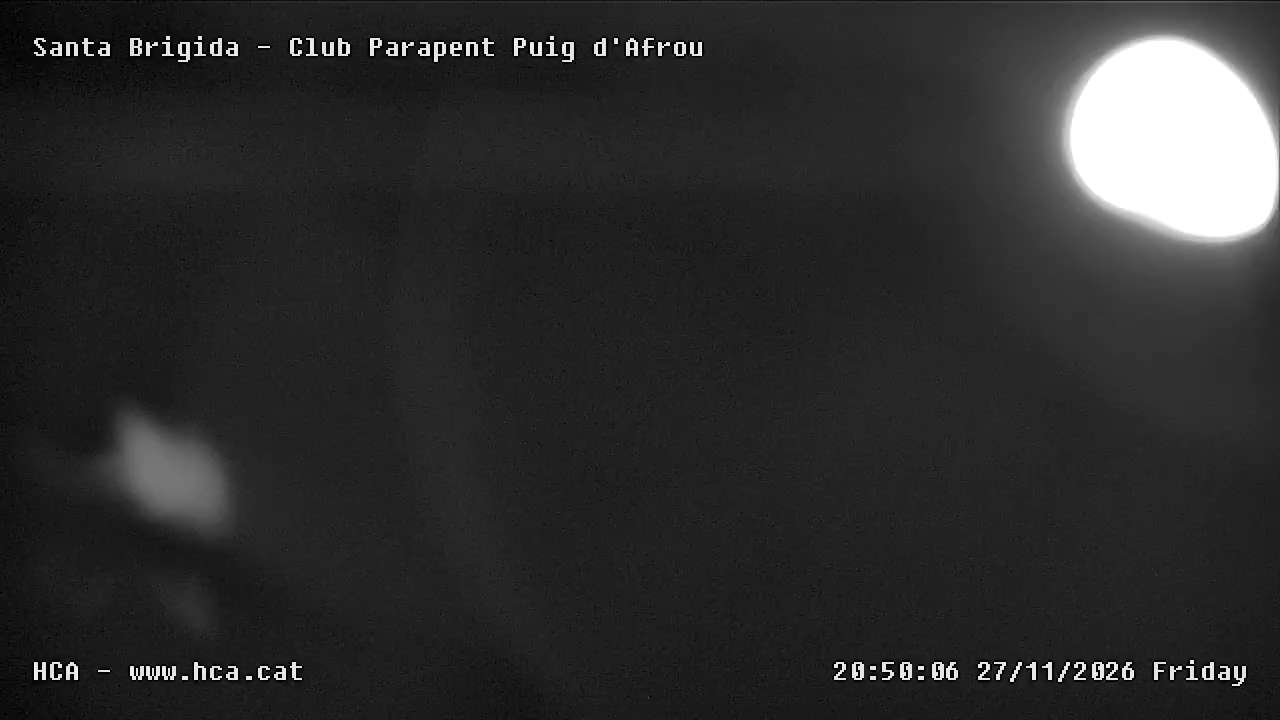 Santa Brigida - Club Parapent Puig d'Afrou
HCA - www.hca.cat
20:50:06 27/11/2026 Friday